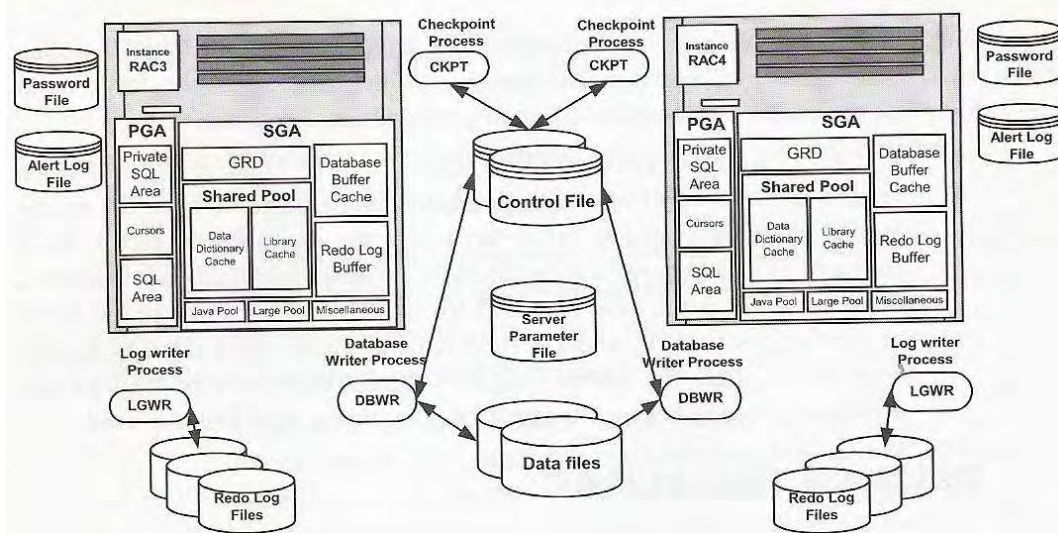 Password
File
Alert Log
File
Instance
RAC3
PGA
SGA
Private
SQL
Area
Cursors
SQL
Area
GRD
Shared Pool
Data
Dictionary
Cache
Library
Cache
Database
Buffer
Cache
Redo Log
Buffer
Java Pool
Large Pool
Miscellaneous
Checkpoint
Process
CKPT
Checkpoint
Process
CKPT
Control File
Server
Parameter
File
Instance
RAC4
PGA
SGA
Private
SQL
Area
Cursors
SQL
Area
GRD
Shared Pool
Data
Dictionary
Cache
Library
Cache
Database
Buffer
Cache
Redo Log
Buffer
Java Pool
Large Pool
Miscellaneous
Password
File
Alert Log
File
Log writer
Process
LGWR
Redo Log
Files
Database
Writer Process
DBWR
Data files
Database
Writer Process
DBWR
Log writer
Process
LGWR
Redo Log
Files